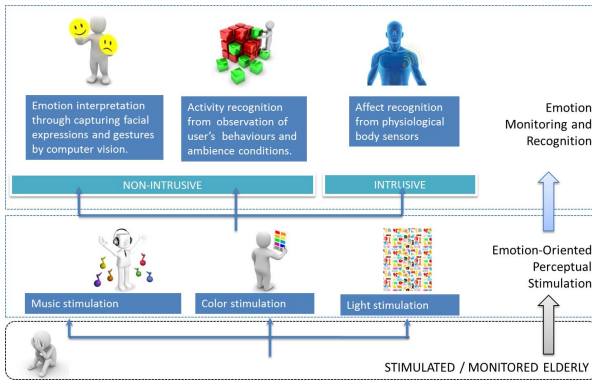 Emotion interpretation
through capturing facial
expressions and gestures
by computer vision.
Activity recognition
from observation of
user's behaviours and
ambience conditions.
Affect recognition
from physiological
body sensors
Emotion
Monitoring and
Recognition
NON-INTRUSIVE
INTRUSIVE
Music stimulation
Color stimulation
Light stimulation
Emotion-Oriented
Perceptual
Stimulation
STIMULATED / MONITORED ELDERLY